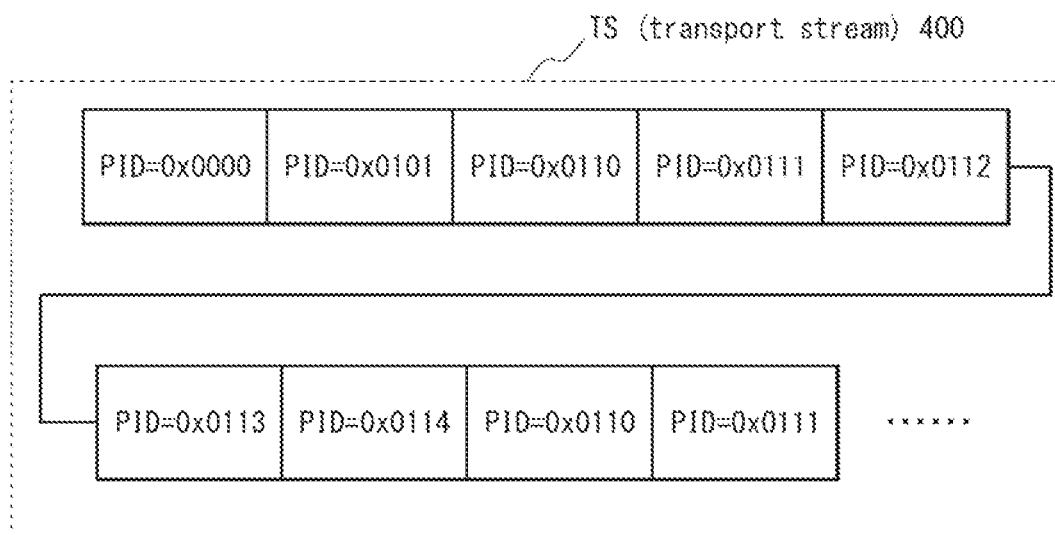 TS (transport stream) 400
PID=0x0000 PID=0x0101 PID=0x0110 PID=0x0111 PID=0x0112
PID=0x0113 PID=0x0114 PID=0x0110 PID=0x0111 ......